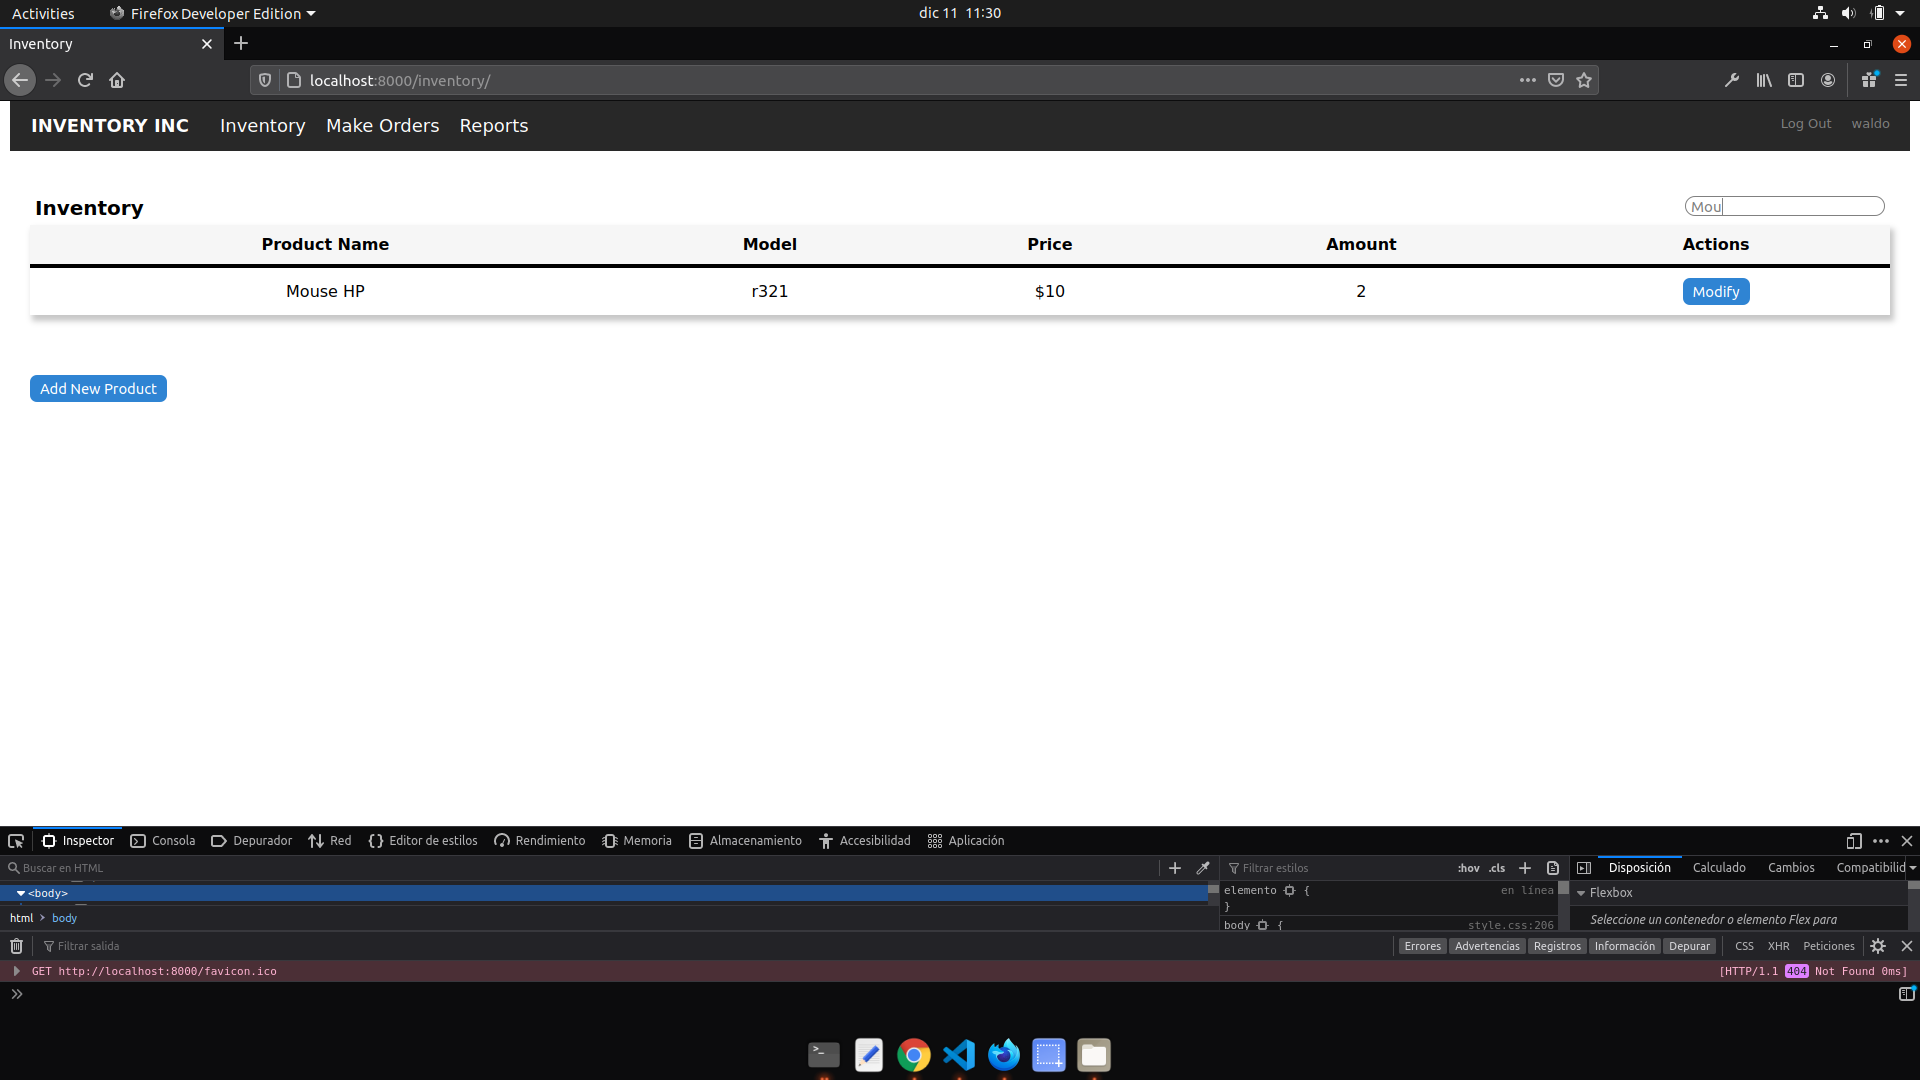 Activities Firefox Developer Edition dic 11 11:30
Inventory
localhost:8000/inventory/
INVENTORY INC Inventory Make Orders Reports Log Out waldo
Inventory Mou
Product Name Model Price Amount Actions
Mouse HP r321 $10 2 Modify
Add New Product
Inspector Consola Depurador Red Editor de estilos Rendimiento Memoria Almacenamiento Accesibilidad Aplicación
Buscar en HTML Filtrar estilos :hov .cls Disposición Calculado Cambios Compatibilid
<body> elemento { en línea Flexbox
}
html > body body { style.css:206 Seleccione un contenedor o elemento Flex para
Filtrar salida Errores Advertencias Registros Información Depurar CSS XHR Peticiones
GET http://localhost:8000/favicon.ico [HTTP/1.1 404 Not Found 0ms]